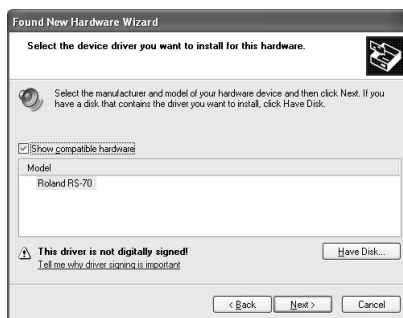 Found New Hardware Wizard
Select the device driver you want to install for this hardware.
Select the manufacturer and model of your hardware device and then click Next. If you
have a disk that contains the driver you want to install, click Have Disk.
Show compatible hardware
Model
Roland RS-70
This driver is not digitally signed!
Tell me why driver signing is important
Have Disk...
< Back
Next >
Cancel